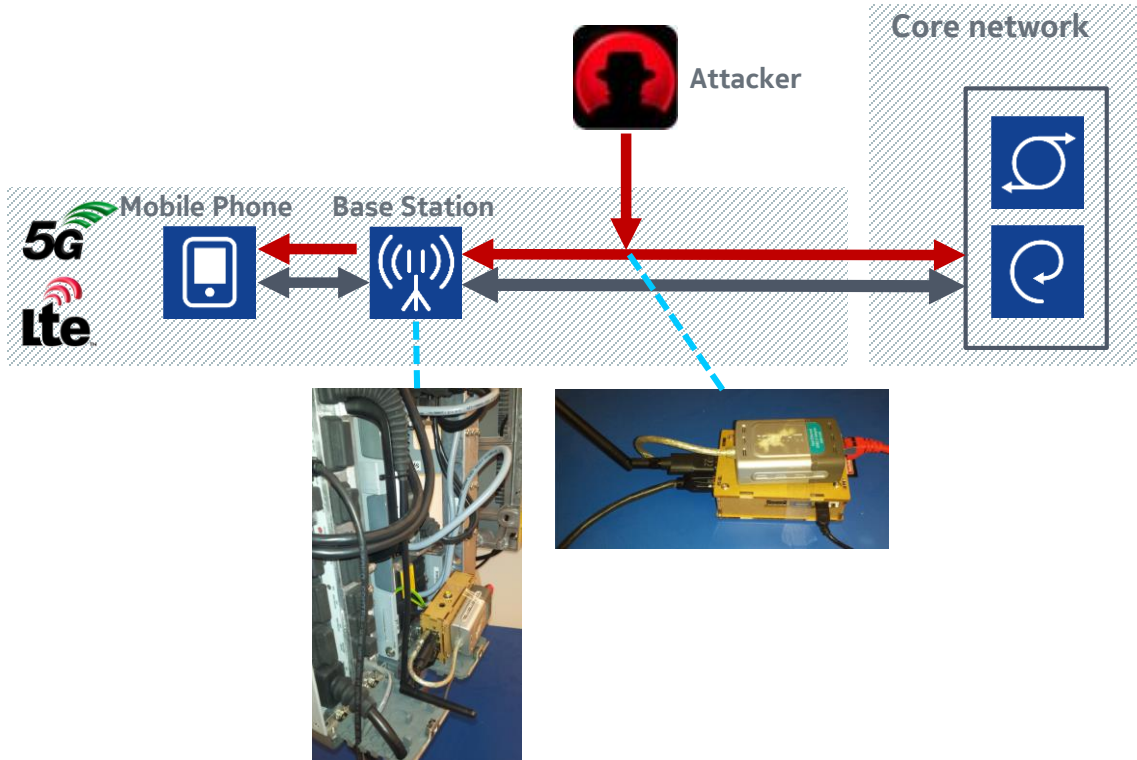 Core network
Attacker
Mobile Phone
Base Station
5G
Lte